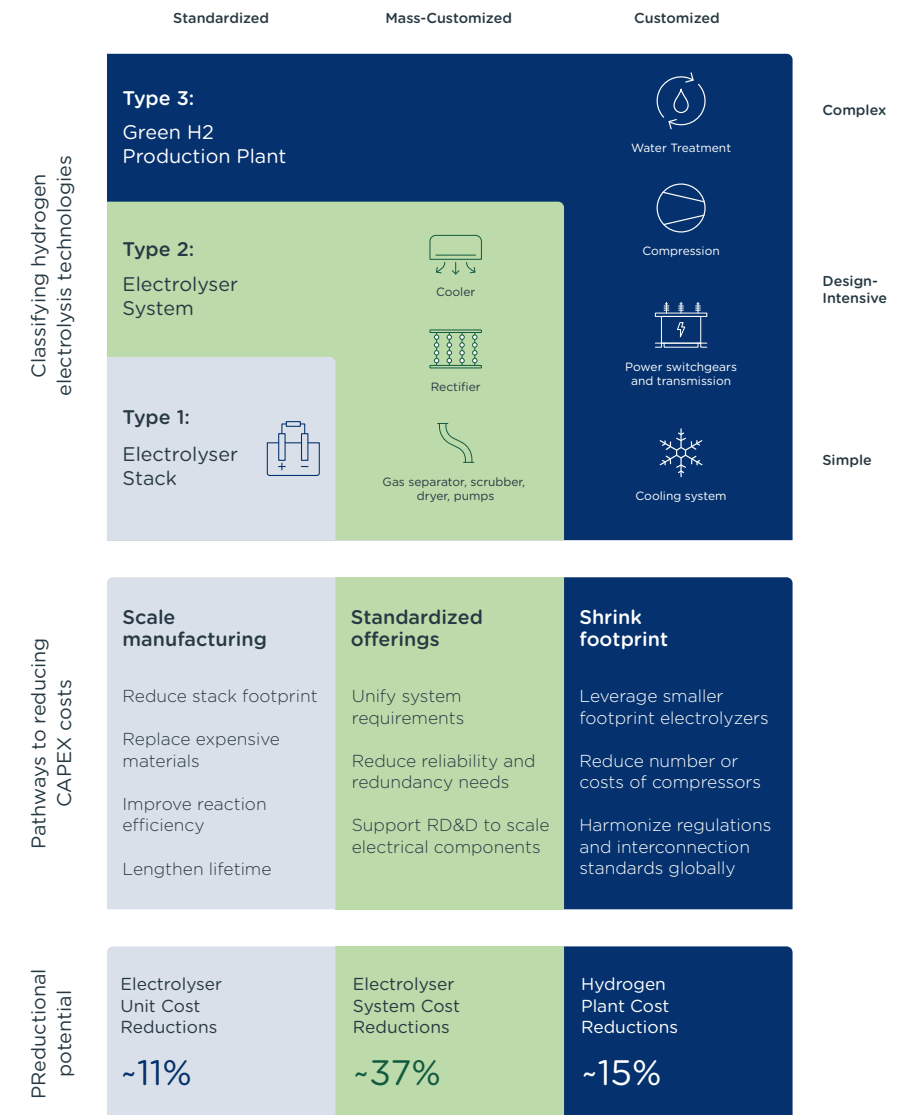 Standardized
Mass-Customized
Customized
Classifying hydrogen
electrolysis technologies
Type 3:
Green H2
Production Plant
Water Treatment
Complex
Compression
Type 2:
Electrolyser
System
Cooler
Rectifier
Design-
Intensive
Power switchgears
and transmission
Type 1:
Electrolyser
Stack
+ −
Gas separator, scrubber,
dryer, pumps
Cooling system
Simple
Pathways to reducing
CAPEX costs
Scale
manufacturing
Reduce stack footprint
Replace expensive
materials
Improve reaction
efficiency
Lengthen lifetime
Standardized
offerings
Unify system
requirements
Reduce reliability and
redundancy needs
Support RD&D to scale
electrical components
Shrink
footprint
Leverage smaller
footprint electrolyzers
Reduce number or
costs of compressors
Harmonize regulations
and interconnection
standards globally
PReductional
potential
Electrolyser
Unit Cost
Reductions
~11%
Electrolyser
System Cost
Reductions
~37%
Hydrogen
Plant Cost
Reductions
~15%